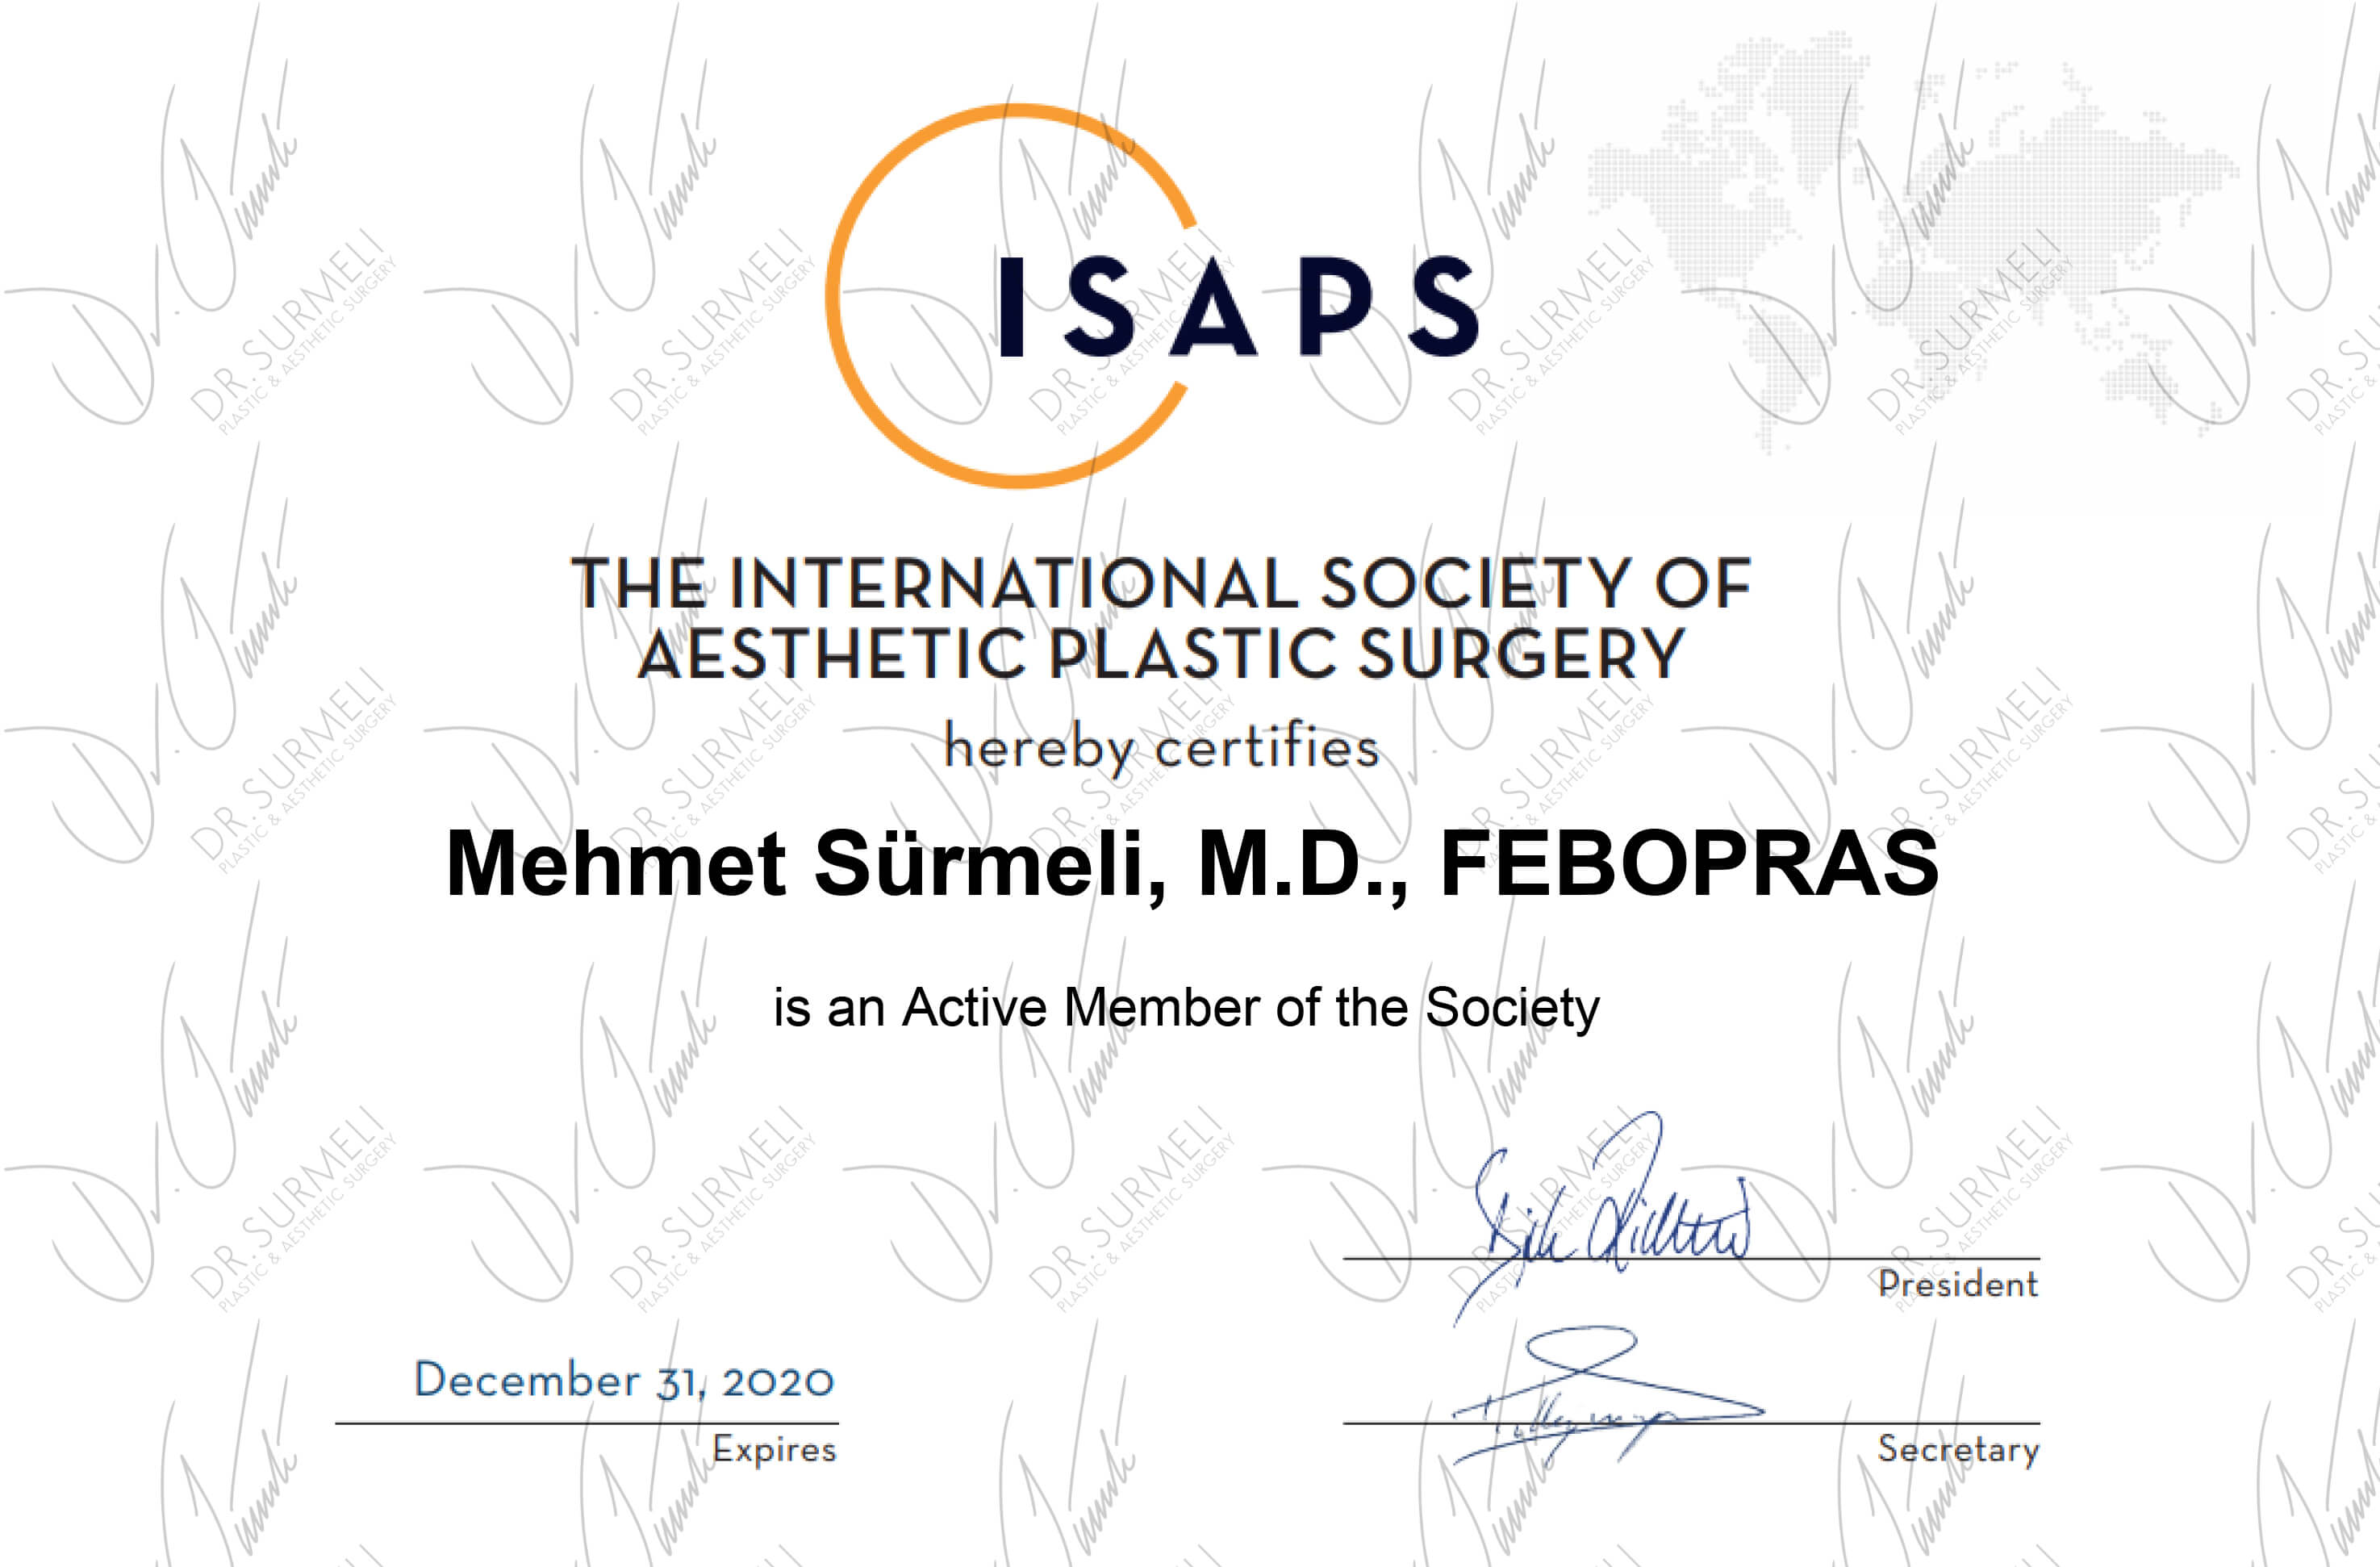 ISAPS
THE INTERNATIONAL SOCIETY OF
AESTHETIC PLASTIC SURGERY
hereby certifies
Mehmet Sürmeli, M.D., FEBOPRAS
is an Active Member of the Society
President
December 31, 2020
Expires
Secretary
DR. SURMELI
PLASTIC & AESTHETIC SURGERY